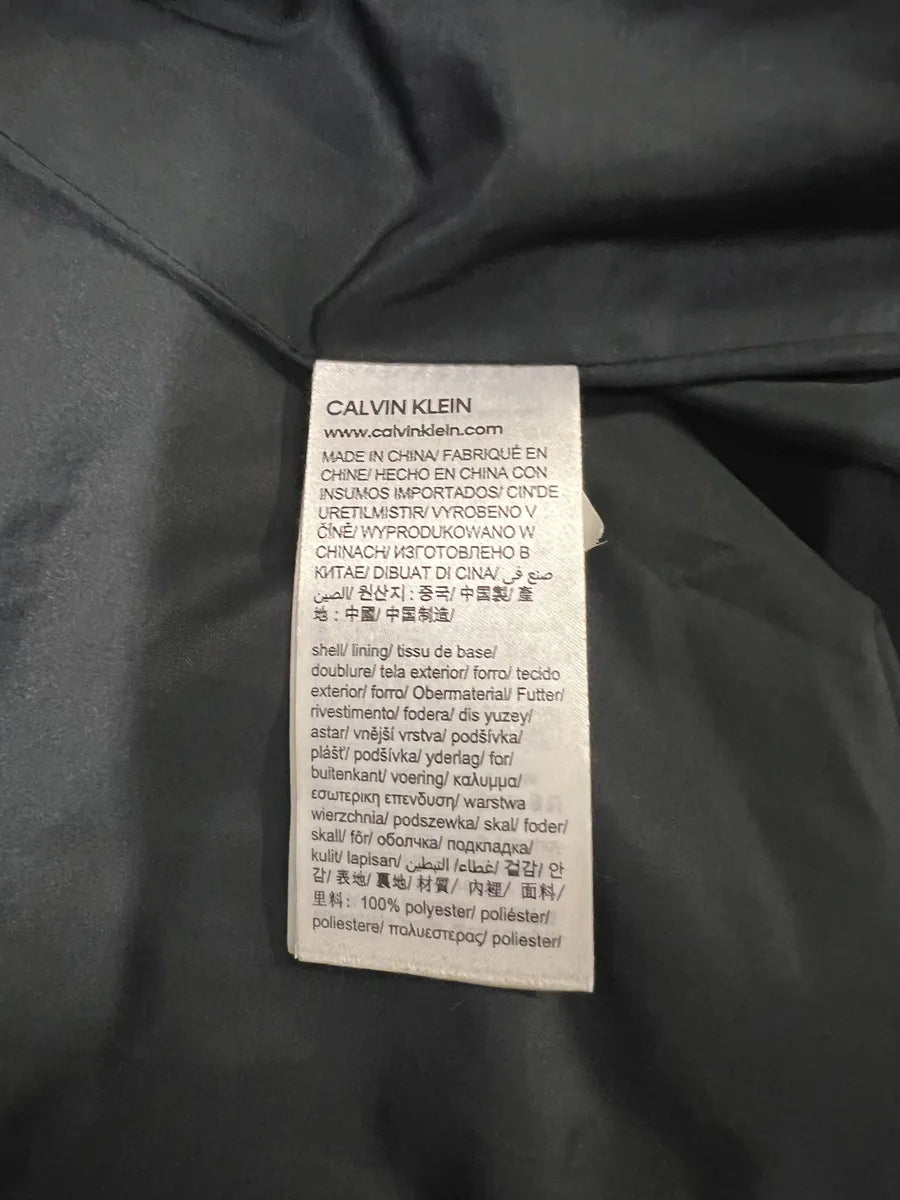 CALVIN KLEIN
www.calvinklein.com
MADE IN CHINA/ FABRIQUÉ EN
CHINE/ HECHO EN CHINA CON
INSUMOS IMPORTADOS/ CIN'DE
URETILMISTIR/ VYROBENO V
ČÍNĚ/ WYPRODUKOWANO W
CHINACH/ ИЗГОТОВЛЕНО В
КИТАЕ/ DIBUAT DI CINA/ صنع في
الصين/ 원산지 : 중국/ 中国製/ 產
地 : 中國/ 中国制造/
shell/ lining/ tissu de base/
doublure/ tela exterior/ forro/ tecido
exterior/ forro/ Obermaterial/ Futter/
rivestimento/ fodera/ dis yuzey/
astar/ vnější vrstva/ podšívka/
plášť/ podšívka/ yderlag/ for/
buitenkant/ voering/ καλυμμα/
εσωτερικη επενδυση/ warstwa
wierzchnia/ podszewka/ skal/ foder/
skall/ fôr/ оболчка/ подкладка/
kulit/ lapisan/ غطاء/ التبطين/ 겉감/ 안
감/ 表地/ 裏地/ 材質/ 內裡/ 面料/
里料: 100% polyester/ poliéster/
poliestere/ πολυεστερας/ poliester/